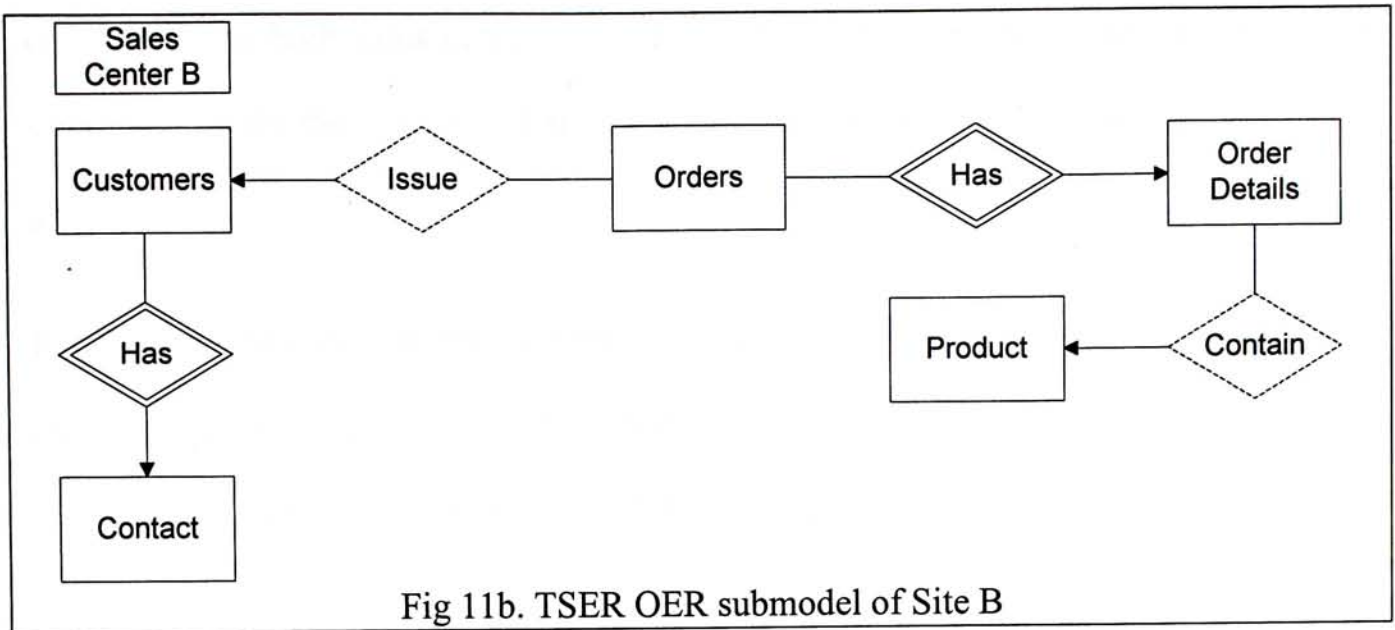 Sales
Center B
Customers
Issue
Orders
Has
Order
Details
Has
Product
Contain
Contact
Fig 11b. TSER OER submodel of Site B